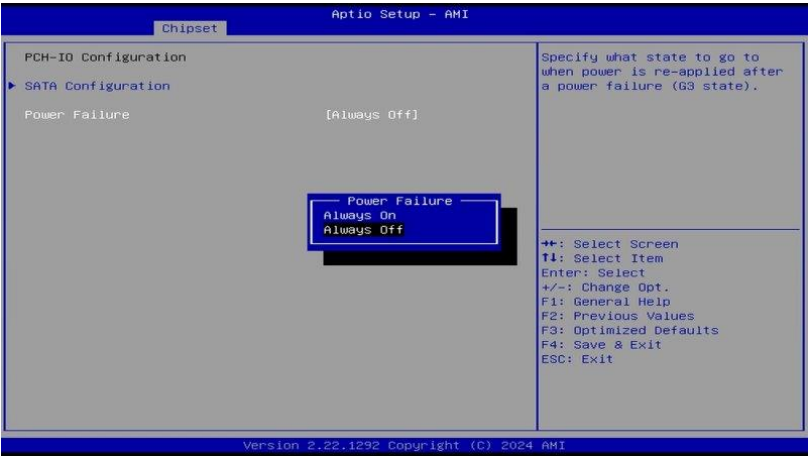 Aptio Setup - AMI
Chipset
PCH-IO Configuration
SATA Configuration
Power Failure [Always Off]
Power Failure
Always On
Always Off
Specify what state to go to
when power is re-applied after
a power failure (G3 state).
→←: Select Screen
↑↓: Select Item
Enter: Select
+/-: Change Opt.
F1: General Help
F2: Previous Values
F3: Optimized Defaults
F4: Save & Exit
ESC: Exit
Version 2.22.1292 Copyright (C) 2024 AMI